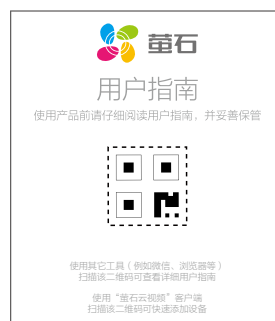 萤石
用户指南
使用产品前请仔细阅读用户指南，并妥善保管
使用其它工具（例如微信、浏览器等）
扫描该二维码可查看详细用户指南
使用“萤石云视频”客户端
扫描该二维码可快速添加设备